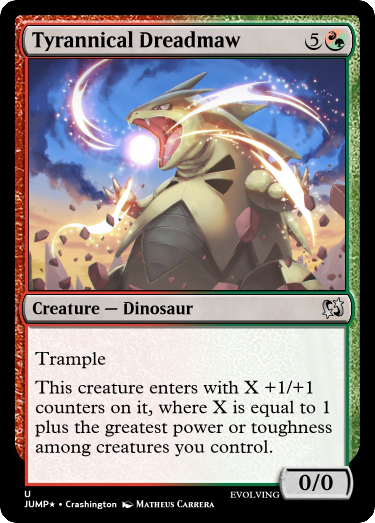 Tyrannical Dreadmaw 5
Creature — Dinosaur
Trample
This creature enters with X +1/+1
counters on it, where X is equal to 1
plus the greatest power or toughness
among creatures you control.
0/0
U
JUMP★ • Crashington Matheus Carrera
EVOLVING